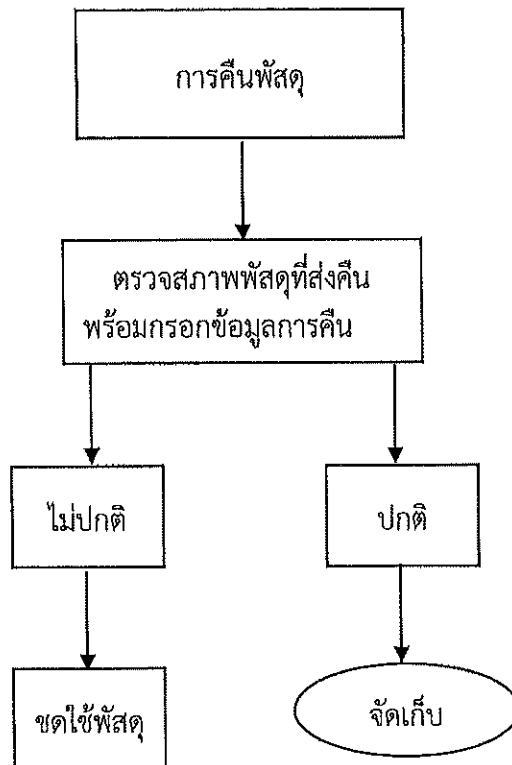 การคืนพัสดุ
ตรวจสภาพพัสดุที่ส่งคืน
พร้อมกรอกข้อมูลการคืน
ไม่ปกติ
ปกติ
ชดใช้พัสดุ
จัดเก็บ